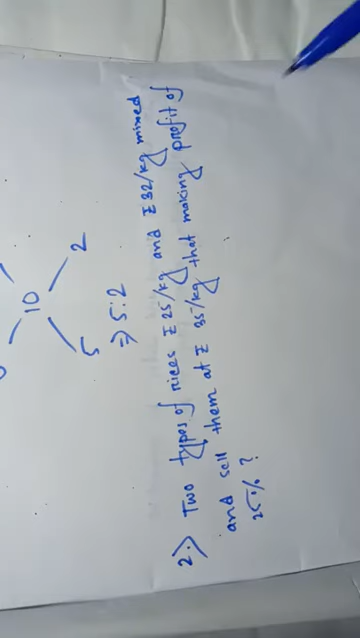 10
5 2
⇒ 5:2
2.> Two types of rices ₹ 25/kg and ₹ 32/kg mixed
and sell them at ₹ 35/kg that making profit of
25%?